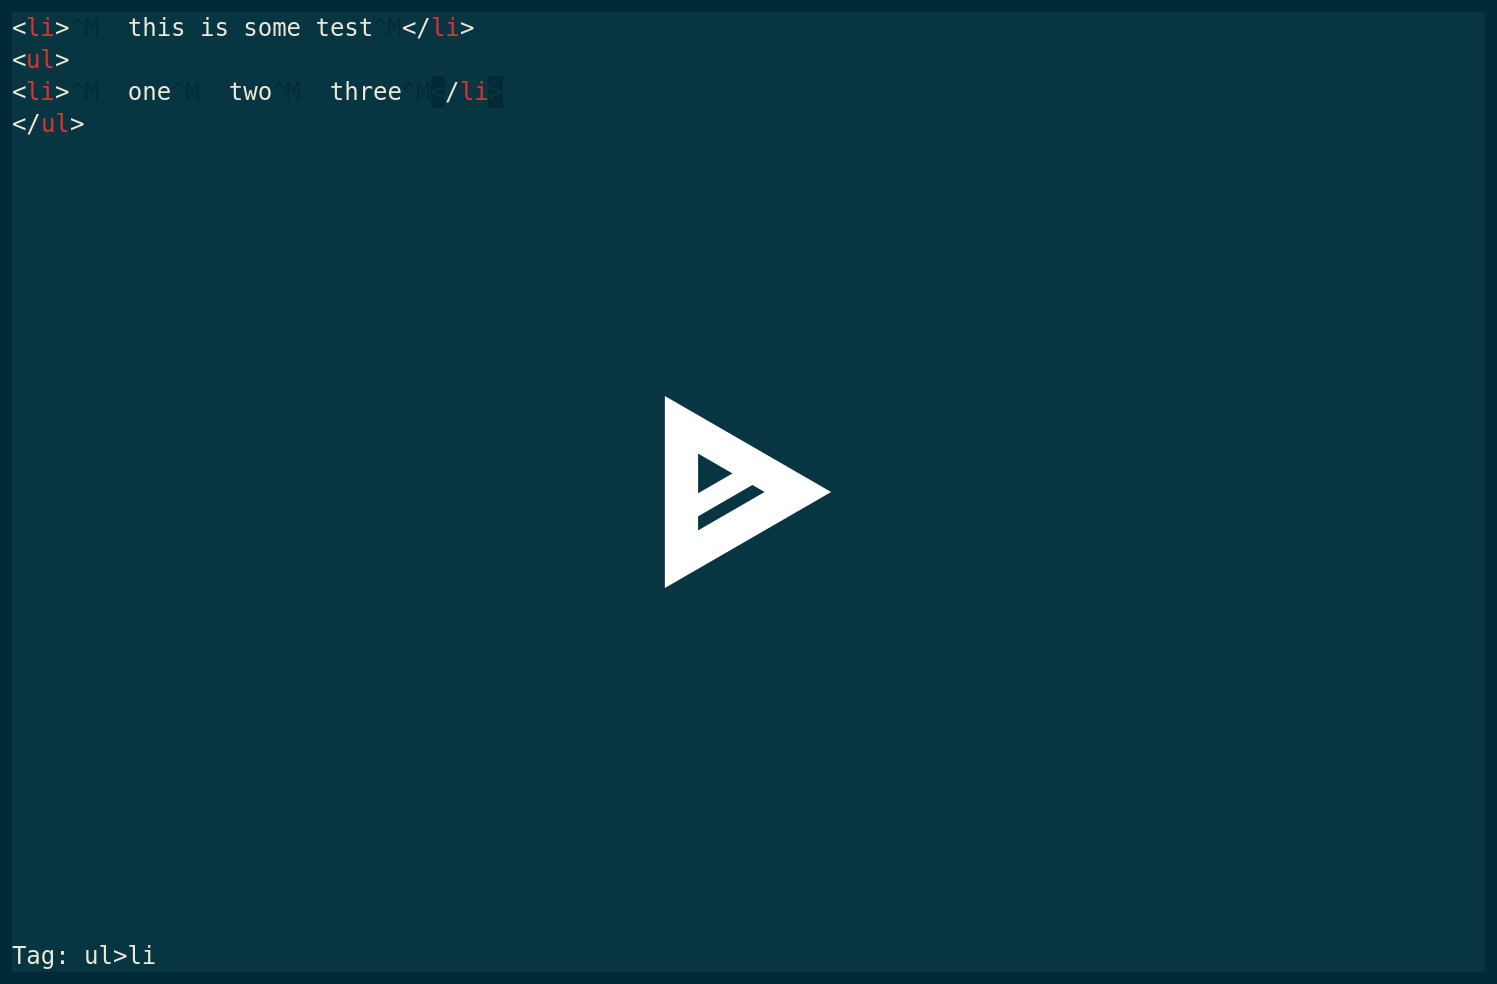 <li>^M  this is some test^M</li>
<ul>
<li>^M  one^M  two^M  three^M</li>
</ul>
Tag: ul>li